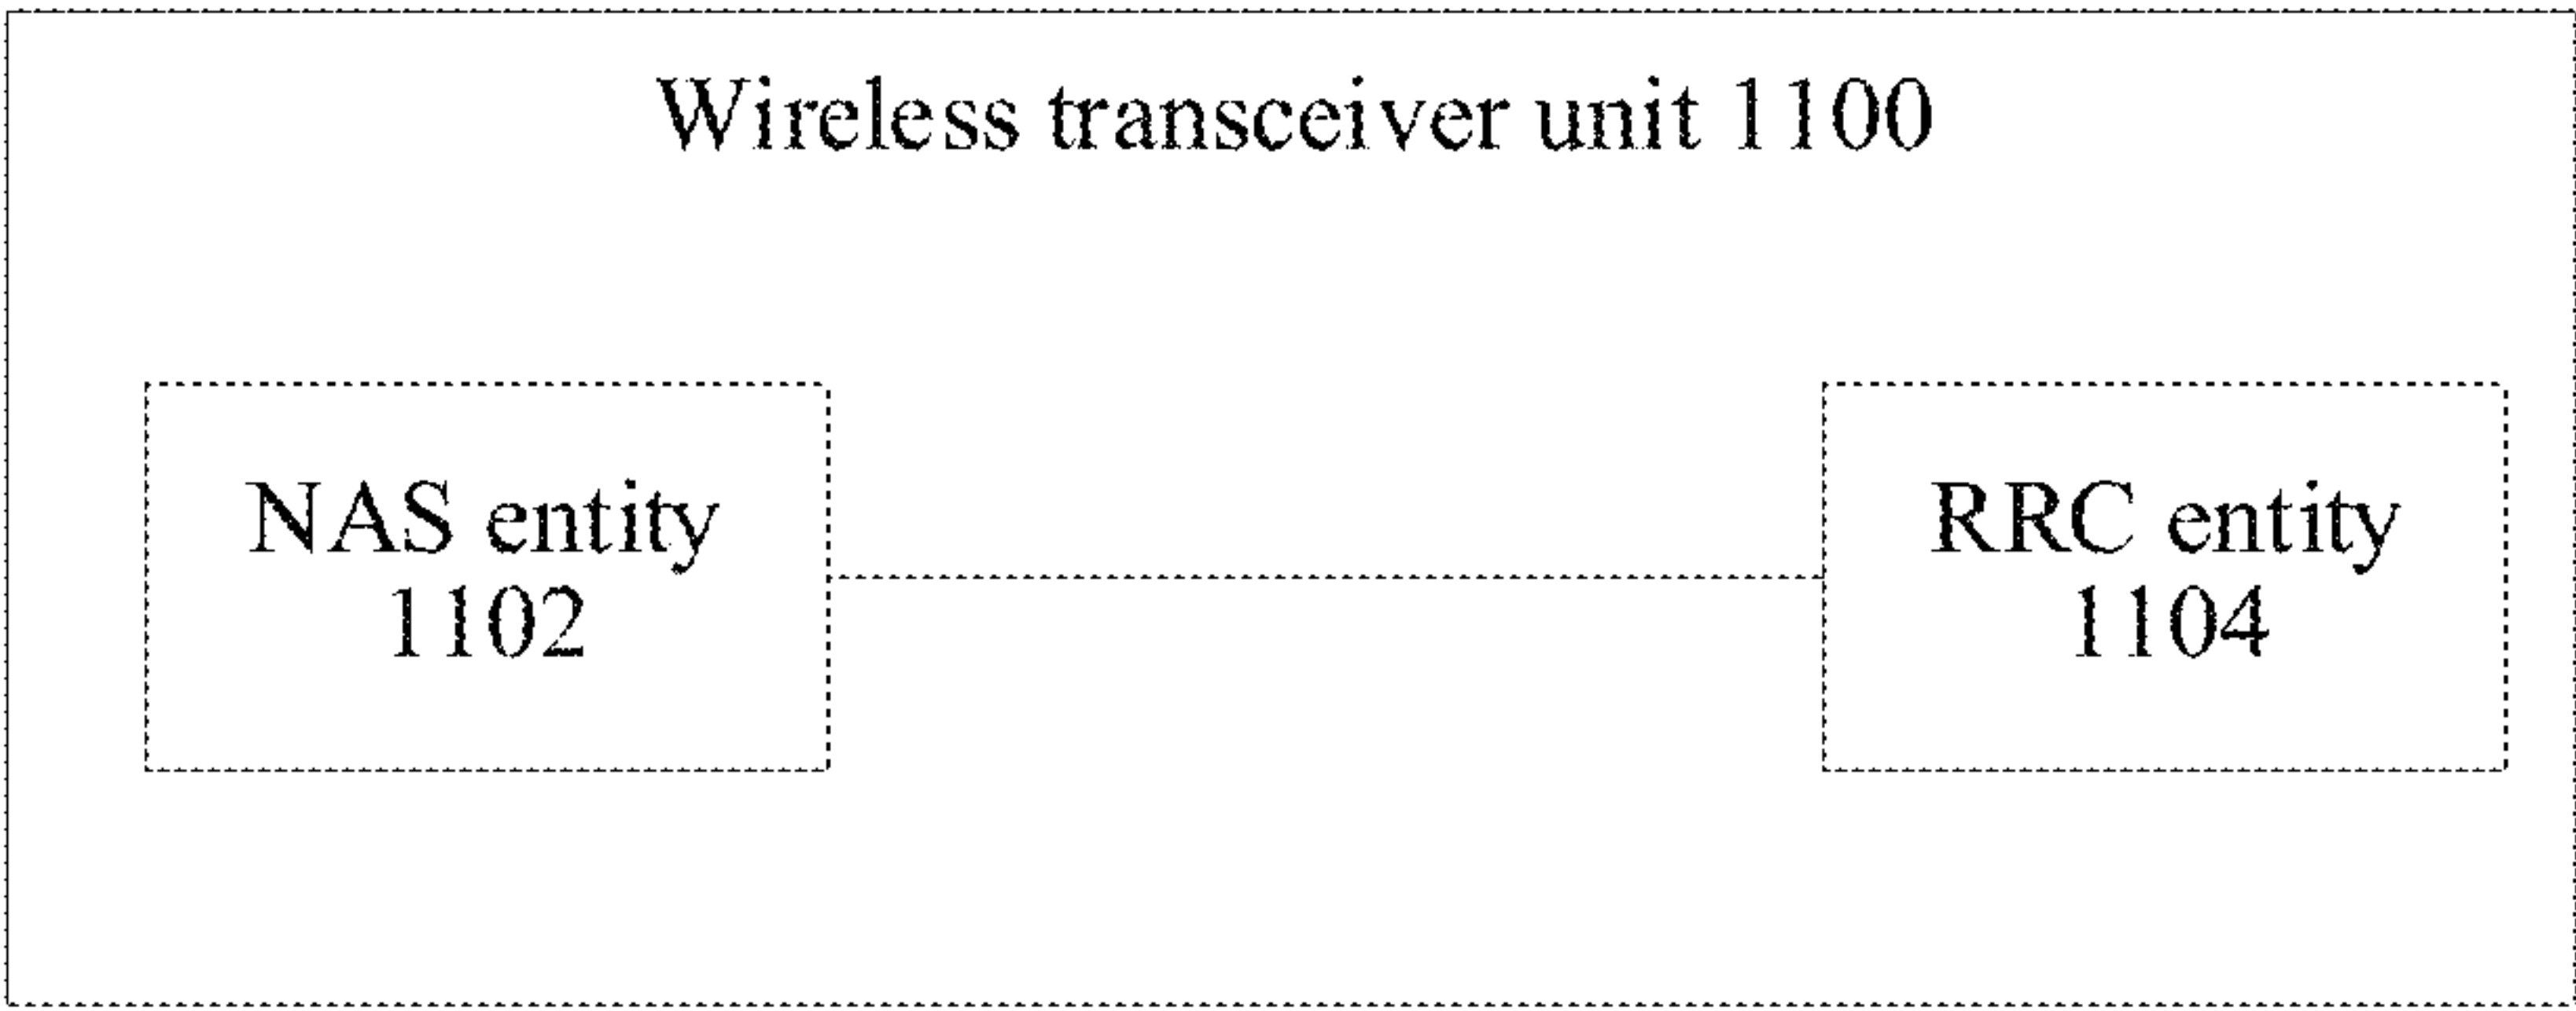 Wireless transceiver unit 1100
NAS entity
1102
RRC entity
1104